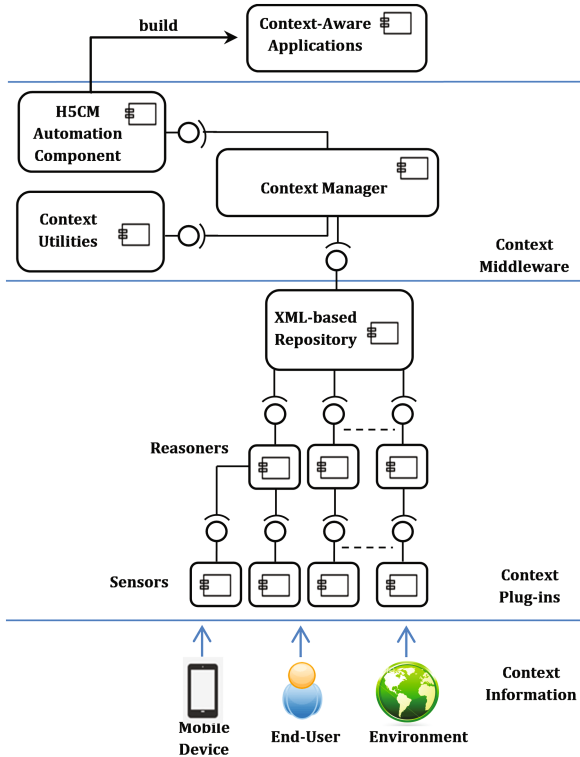 build
Context-Aware
Applications
H5CM
Automation
Component
Context Manager
Context
Utilities
Context
Middleware
XML-based
Repository
Reasoners
Sensors
Context
Plug-ins
Context
Information
Mobile
Device
End-User
Environment